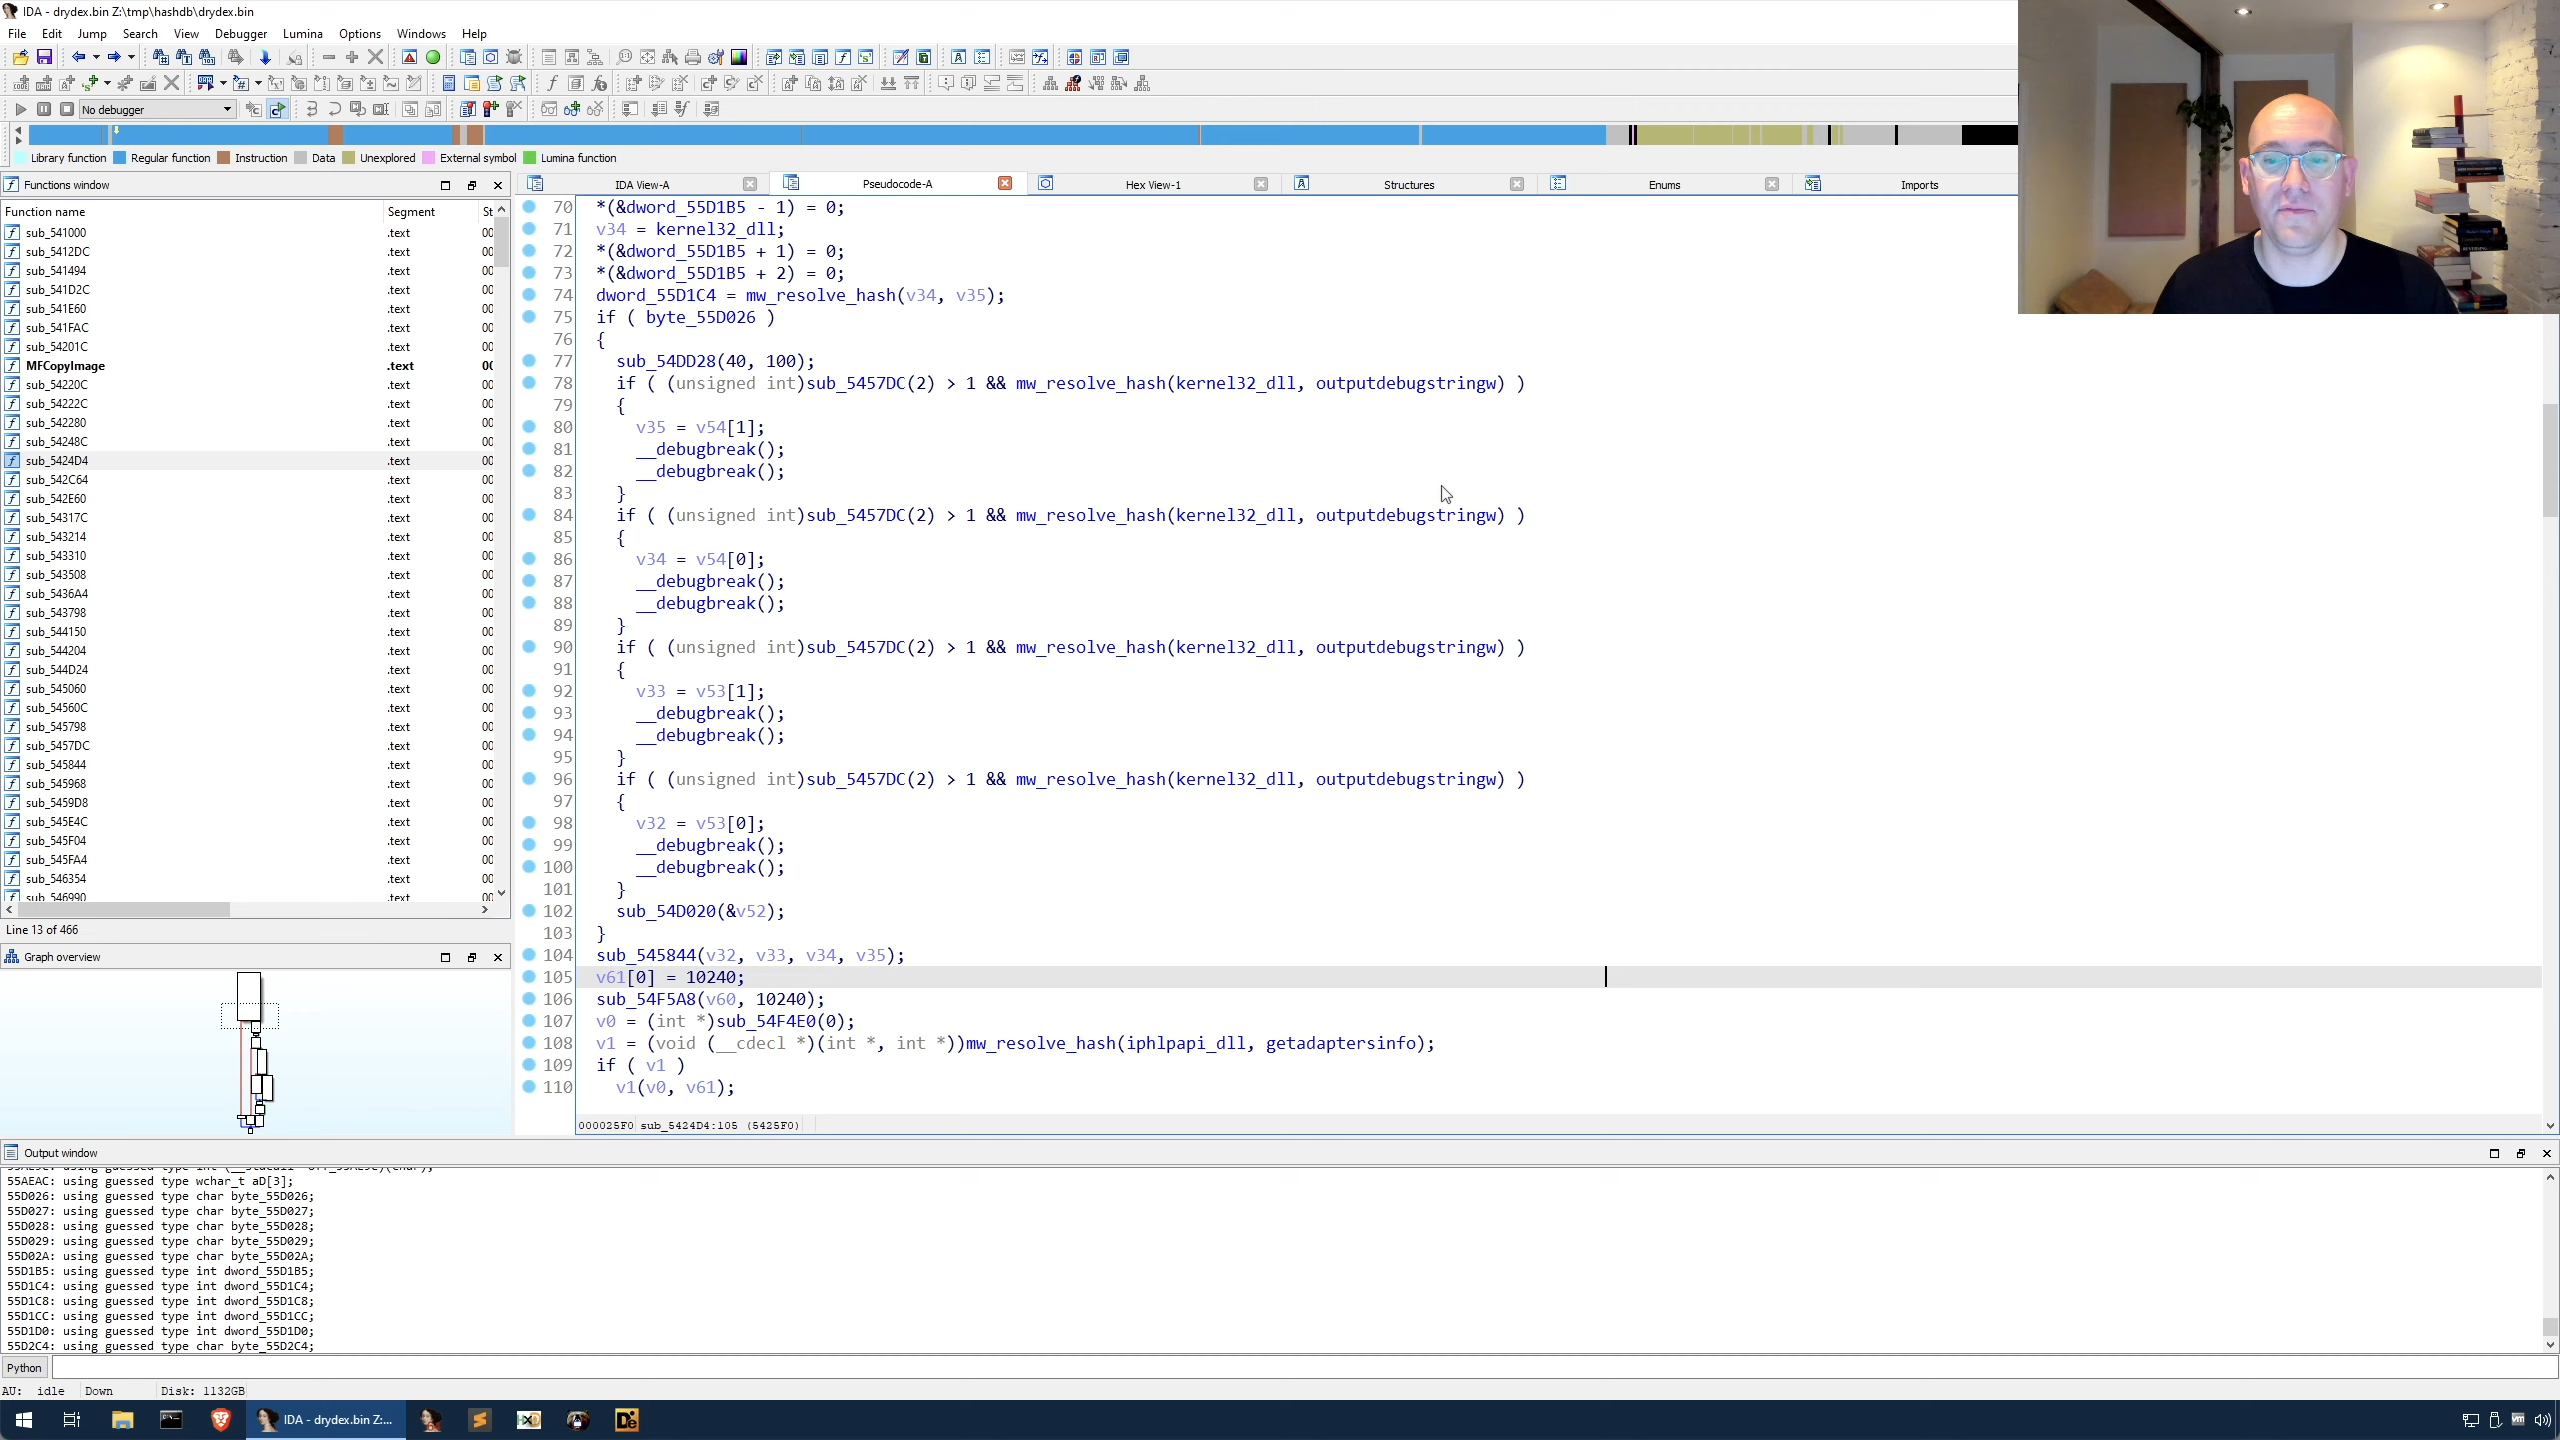 IDA - drydex.bin Z:\tmp\hashdb\drydex.bin
File Edit Jump Search View Debugger Lumina Options Windows Help
No debugger
Library function Regular function Instruction Data Unexplored External symbol Lumina function
Functions window
IDA View-A Pseudocode-A Hex View-1 Structures Enums Imports
Function name Segment St
sub_541000 .text 00
sub_5412DC .text 00
sub_541494 .text 00
sub_541D2C .text 00
sub_541E60 .text 00
sub_541FAC .text 00
sub_54201C .text 00
MFCopyImage .text 00
sub_54220C .text 00
sub_54222C .text 00
sub_542280 .text 00
sub_54248C .text 00
sub_5424D4 .text 00
sub_542C64 .text 00
sub_542E60 .text 00
sub_54317C .text 00
sub_543214 .text 00
sub_543310 .text 00
sub_543508 .text 00
sub_5436A4 .text 00
sub_543798 .text 00
sub_544150 .text 00
sub_544204 .text 00
sub_544D24 .text 00
sub_545060 .text 00
sub_54560C .text 00
sub_545798 .text 00
sub_5457DC .text 00
sub_545844 .text 00
sub_545968 .text 00
sub_5459D8 .text 00
sub_545E4C .text 00
sub_545F04 .text 00
sub_545FA4 .text 00
sub_546354 .text 00
sub_546990 .text 00
Line 13 of 466
Graph overview
70 *(&dword_55D1B5 - 1) = 0;
71 v34 = kernel32_dll;
72 *(&dword_55D1B5 + 1) = 0;
73 *(&dword_55D1B5 + 2) = 0;
74 dword_55D1C4 = mw_resolve_hash(v34, v35);
75 if ( byte_55D026 )
76 {
77 sub_54DD28(40, 100);
78 if ( (unsigned int)sub_5457DC(2) > 1 && mw_resolve_hash(kernel32_dll, outputdebugstringw) )
79 {
80 v35 = v54[1];
81 __debugbreak();
82 __debugbreak();
83 }
84 if ( (unsigned int)sub_5457DC(2) > 1 && mw_resolve_hash(kernel32_dll, outputdebugstringw) )
85 {
86 v34 = v54[0];
87 __debugbreak();
88 __debugbreak();
89 }
90 if ( (unsigned int)sub_5457DC(2) > 1 && mw_resolve_hash(kernel32_dll, outputdebugstringw) )
91 {
92 v33 = v53[1];
93 __debugbreak();
94 __debugbreak();
95 }
96 if ( (unsigned int)sub_5457DC(2) > 1 && mw_resolve_hash(kernel32_dll, outputdebugstringw) )
97 {
98 v32 = v53[0];
99 __debugbreak();
100 __debugbreak();
101 }
102 sub_54D020(&v52);
103 }
104 sub_545844(v32, v33, v34, v35);
105 v61[0] = 10240;
106 sub_54F5A8(v60, 10240);
107 v0 = (int *)sub_54F4E0(0);
108 v1 = (void (__cdecl *)(int *, int *))mw_resolve_hash(iphlpapi_dll, getadaptersinfo);
109 if ( v1 )
110 v1(v0, v61);
000025F0 sub_5424D4:105 (5425F0)
Output window
55AEAC: using guessed type wchar_t aD[3];
55D026: using guessed type char byte_55D026;
55D027: using guessed type char byte_55D027;
55D028: using guessed type char byte_55D028;
55D029: using guessed type char byte_55D029;
55D02A: using guessed type char byte_55D02A;
55D1B5: using guessed type int dword_55D1B5;
55D1C4: using guessed type int dword_55D1C4;
55D1C8: using guessed type int dword_55D1C8;
55D1CC: using guessed type int dword_55D1CC;
55D1D0: using guessed type int dword_55D1D0;
55D2C4: using guessed type char byte_55D2C4;
Python
AU: idle Down Disk: 1132GB
IDA - drydex.bin Z:...